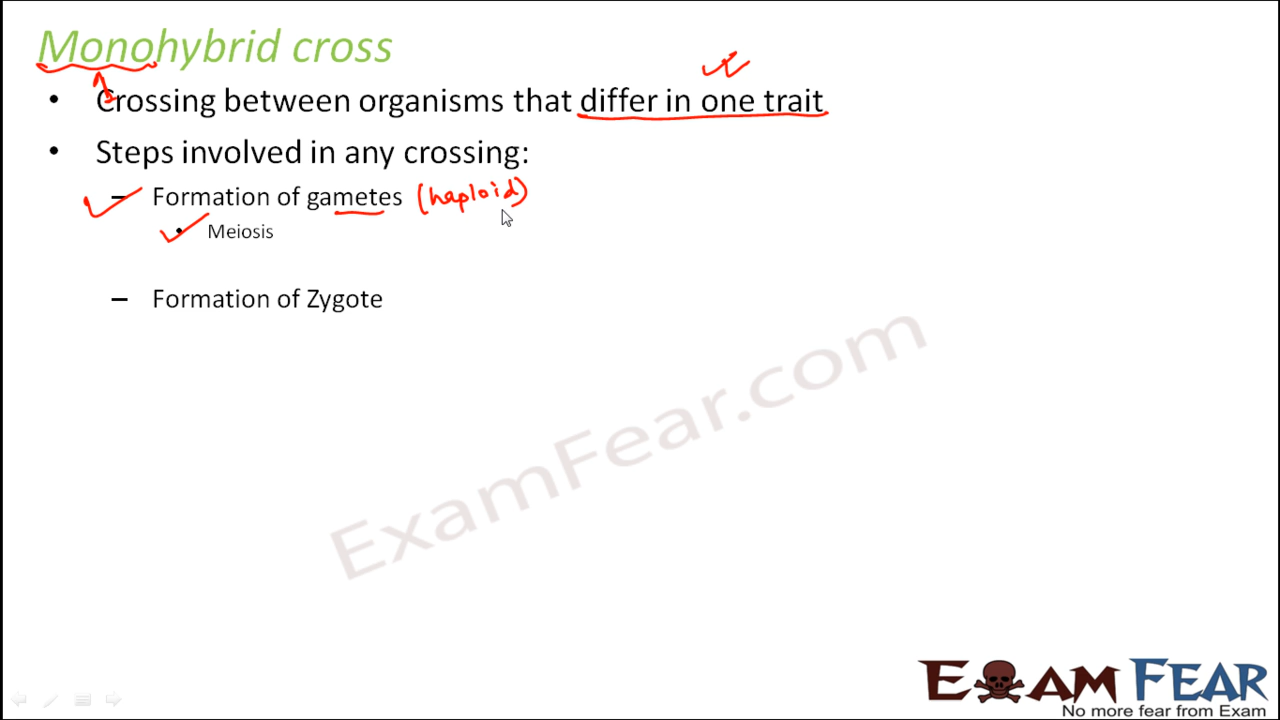 Monohybrid cross
• Crossing between organisms that differ in one trait
• Steps involved in any crossing:
– Formation of gametes (haploid)
• Meiosis
– Formation of Zygote
ExamFear.com
EXAM FEAR
No more fear from Exam